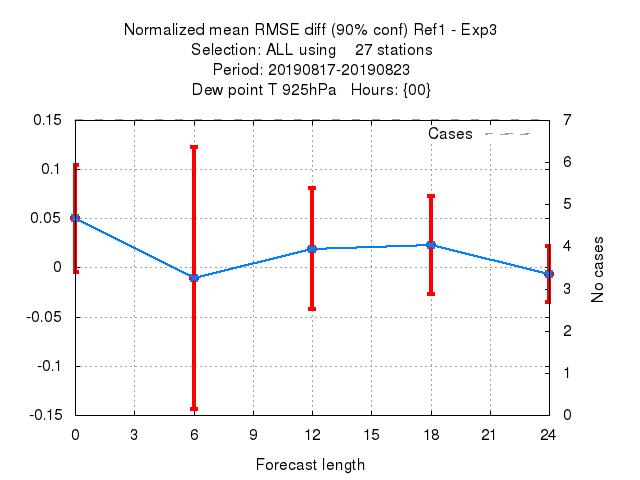 Normalized mean RMSE diff (90% conf) Ref1 - Exp3
Selection: ALL using    27 stations
Period: 20190817-20190823
Dew point T 925hPa   Hours: {00}
Cases
0.15
0.1
0.05
0
-0.05
-0.1
-0.15
7
6
5
4
3
2
1
0
No cases
0 3 6 9 12 15 18 21 24
Forecast length